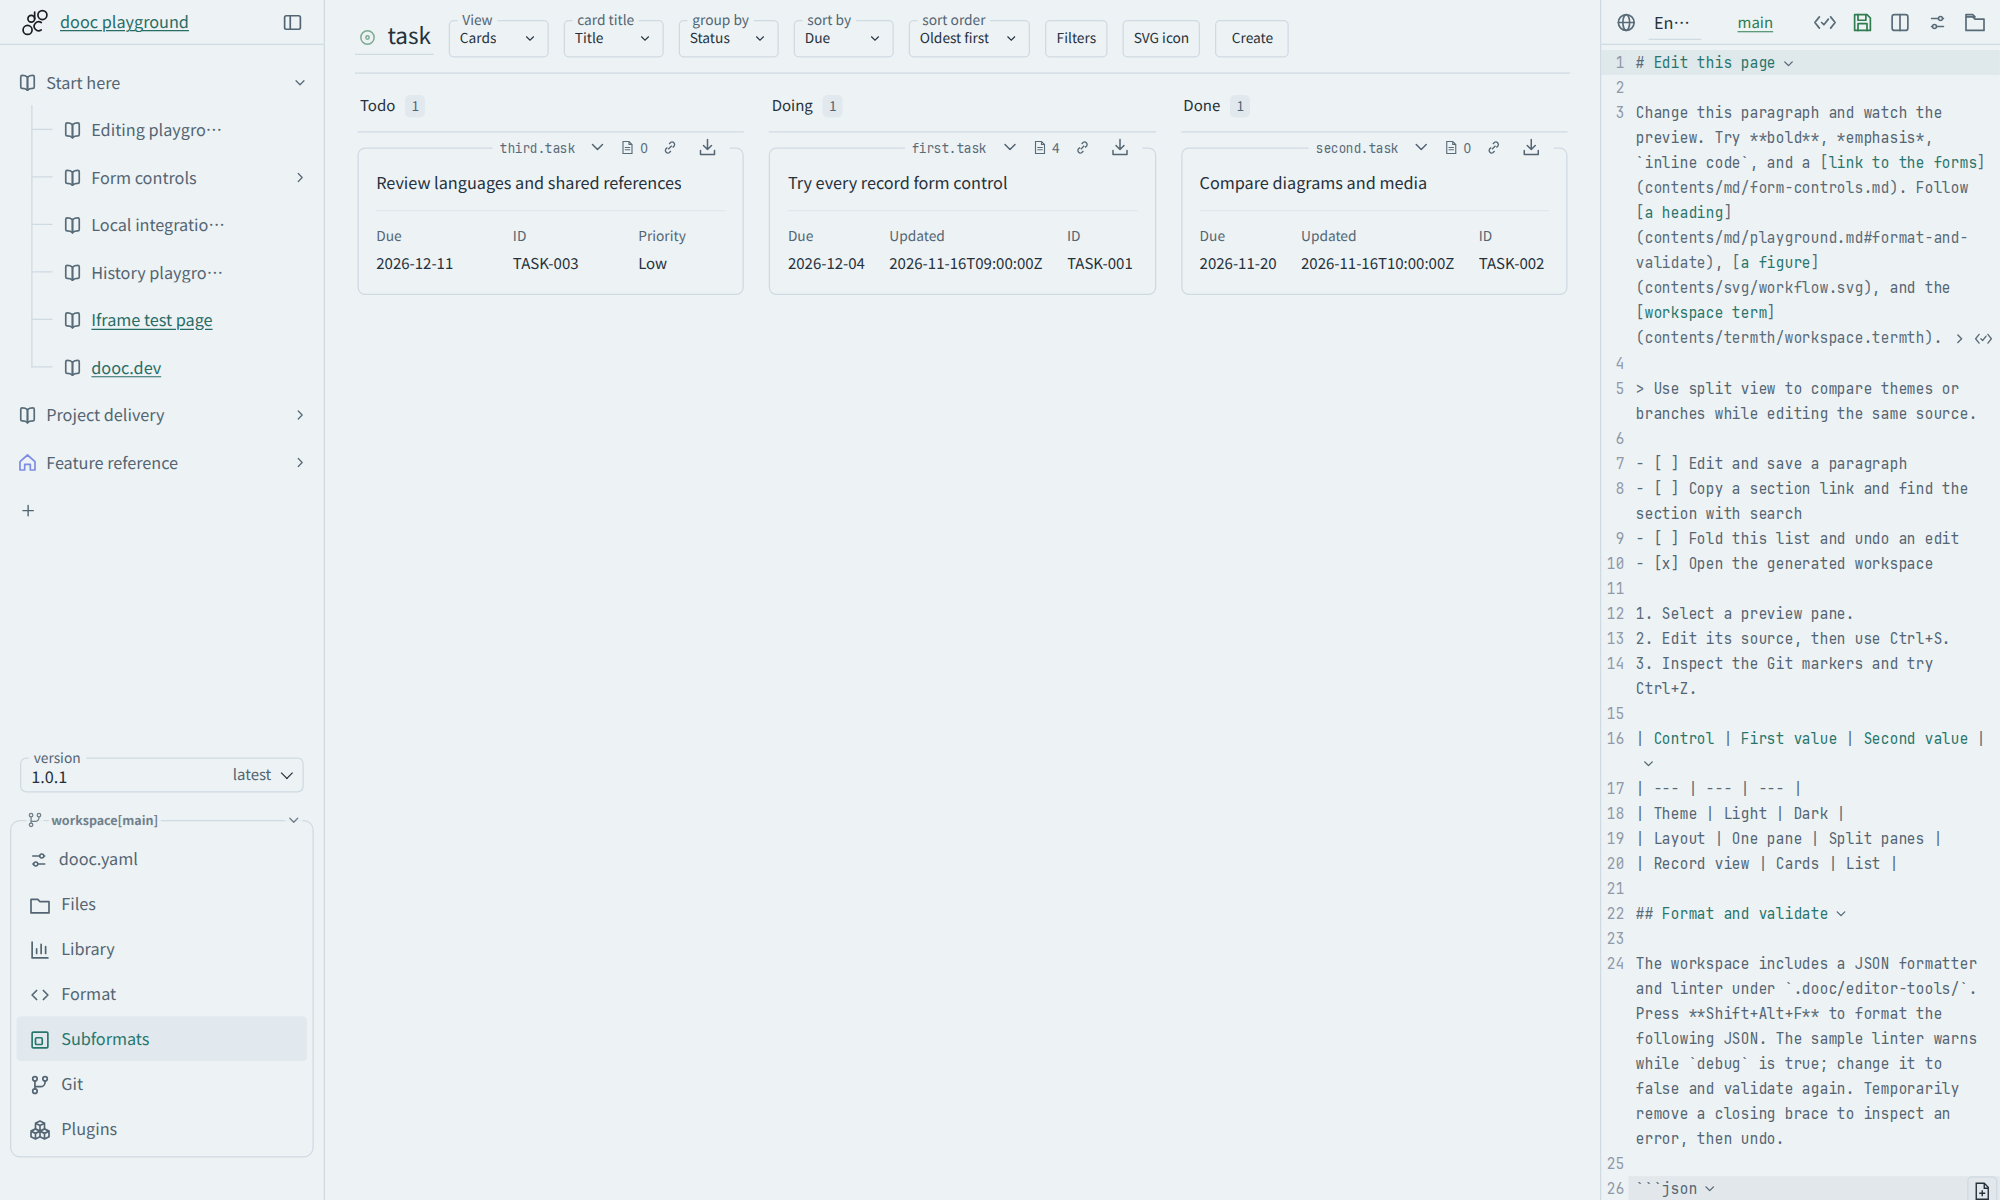 dooc playground
Start here
Editing playgro···
Form controls
Local integratio···
History playgro···
Iframe test page
dooc.dev
Project delivery
Feature reference
+
version
1.0.1
latest
workspace[main]
dooc.yaml
Files
Library
Format
Subformats
Git
Plugins
task
View
Cards
card title
Title
group by
Status
sort by
Due
sort order
Oldest first
Filters
SVG icon
Create
Todo 1
third.task 0
Review languages and shared references
Due ID Priority
2026-12-11 TASK-003 Low
Doing 1
first.task 4
Try every record form control
Due Updated ID
2026-12-04 2026-11-16T09:00:00Z TASK-001
Done 1
second.task 0
Compare diagrams and media
Due Updated ID
2026-11-20 2026-11-16T10:00:00Z TASK-002
En··· main
1 # Edit this page
2
3 Change this paragraph and watch the
preview. Try **bold**, *emphasis*,
`inline code`, and a [link to the forms]
(contents/md/form-controls.md). Follow
[a heading]
(contents/md/playground.md#format-and-
validate), [a figure]
(contents/svg/workflow.svg), and the
[workspace term]
(contents/termth/workspace.termth).
4
5 > Use split view to compare themes or
branches while editing the same source.
6
7 - [ ] Edit and save a paragraph
8 - [ ] Copy a section link and find the
section with search
9 - [ ] Fold this list and undo an edit
10 - [x] Open the generated workspace
11
12 1. Select a preview pane.
13 2. Edit its source, then use Ctrl+S.
14 3. Inspect the Git markers and try
Ctrl+Z.
15
16 | Control | First value | Second value |
17 | --- | --- | --- |
18 | Theme | Light | Dark |
19 | Layout | One pane | Split panes |
20 | Record view | Cards | List |
21
22 ## Format and validate
23
24 The workspace includes a JSON formatter
and linter under `.dooc/editor-tools/`.
Press **Shift+Alt+F** to format the
following JSON. The sample linter warns
while `debug` is true; change it to
false and validate again. Temporarily
remove a closing brace to inspect an
error, then undo.
25
26 ```json